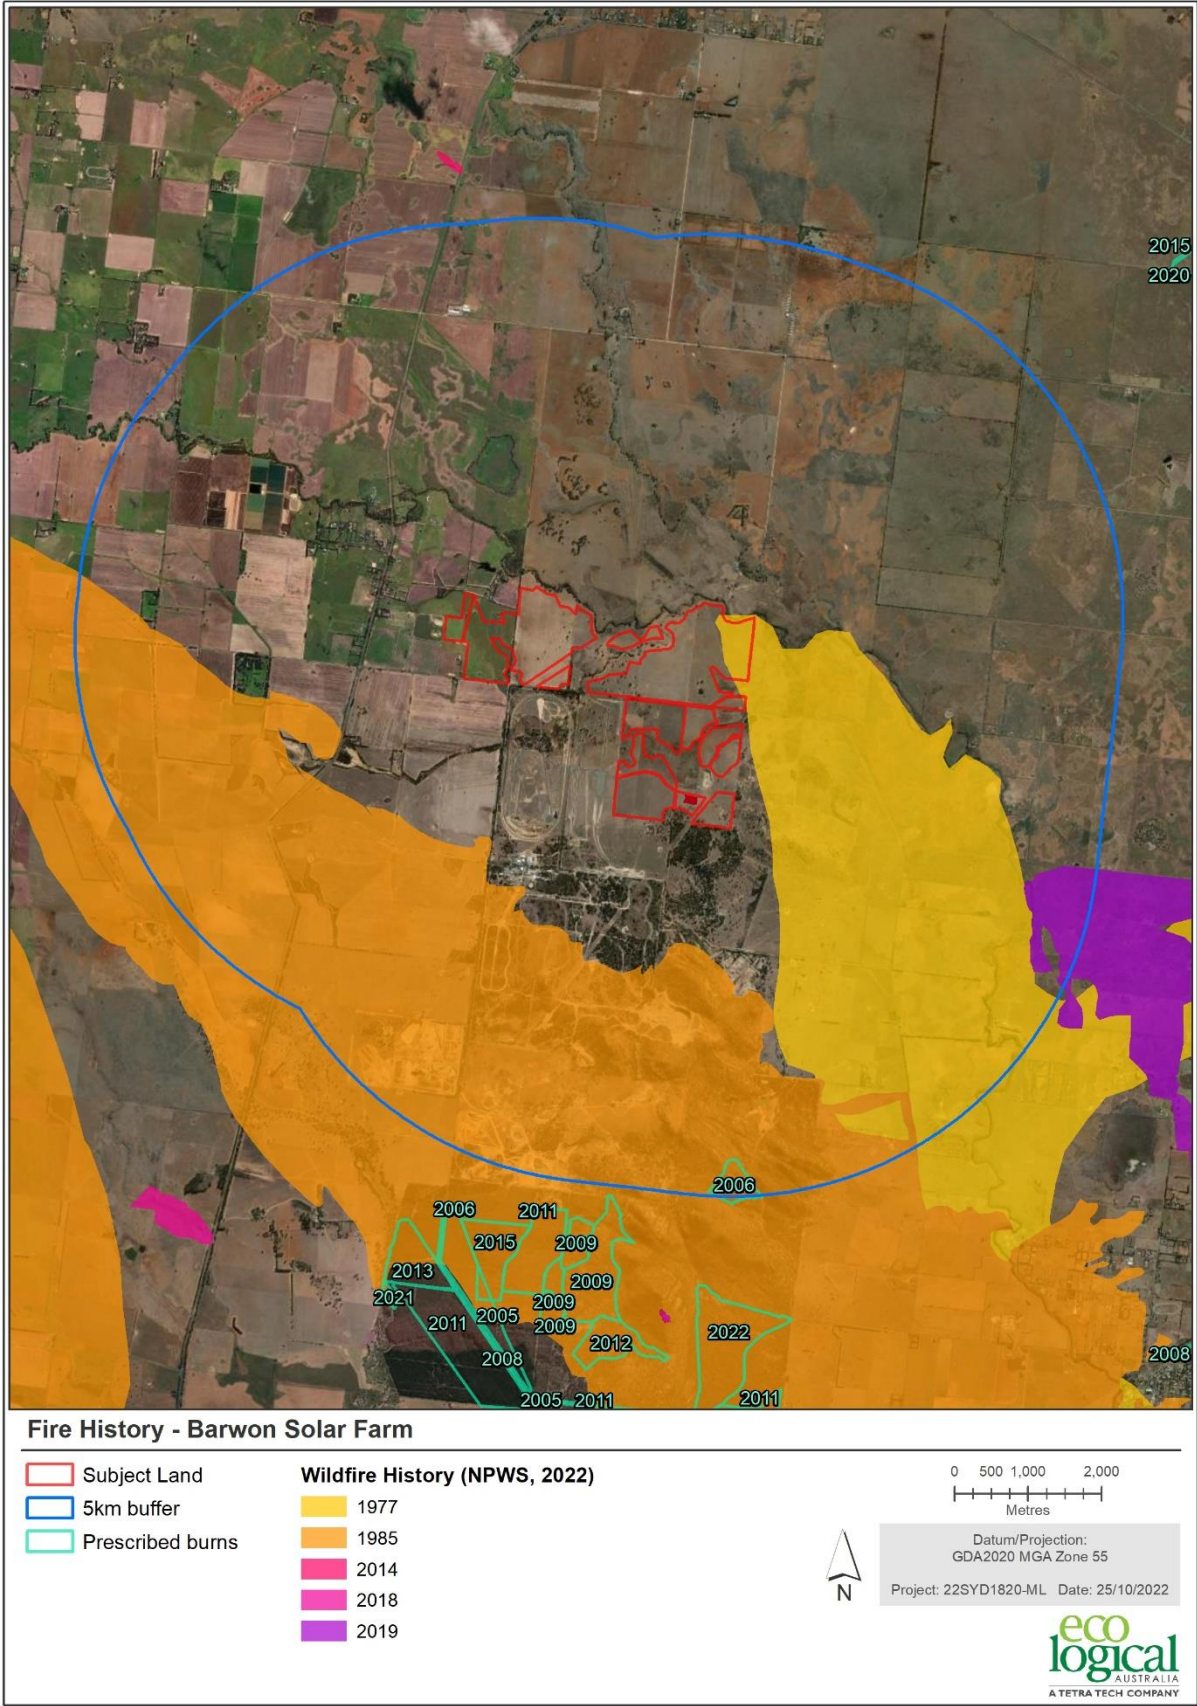 2015
2020
2006
2006
2011
2015
2009
2013
2009
2021
2009
2011
2005
2009
2012
2022
2008
2008
2005
2011
2011
Fire History - Barwon Solar Farm
Subject Land
5km buffer
Prescribed burns
Wildfire History (NPWS, 2022)
1977
1985
2014
2018
2019
0 500 1,000 2,000
Metres
N
Datum/Projection:
GDA2020 MGA Zone 55
Project: 22SYD1820-ML Date: 25/10/2022
eco
logical
AUSTRALIA
A TETRA TECH COMPANY